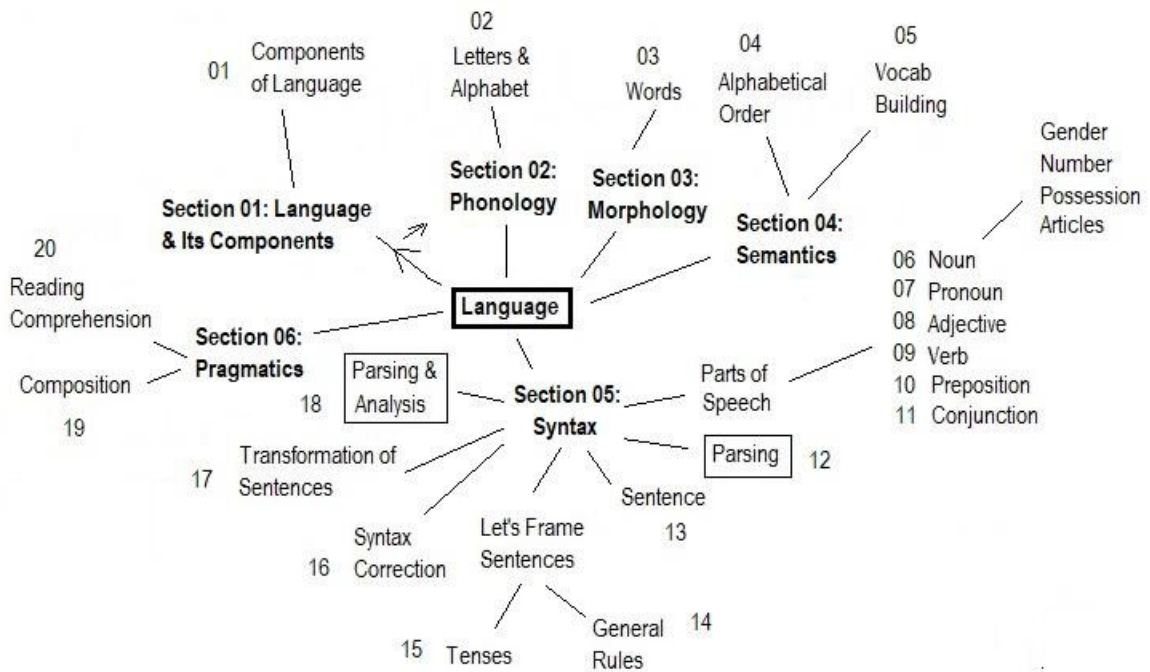 01
Components
of Language
02
Letters &
Alphabet
03
Words
04
Alphabetical
Order
05
Vocab
Building
Gender
Number
Possession
Articles
Section 01: Language
& Its Components
Section 02:
Phonology
Section 03:
Morphology
Section 04:
Semantics
06 Noun
07 Pronoun
08 Adjective
09 Verb
10 Preposition
11 Conjunction
20
Reading
Comprehension
Language
Section 06:
Pragmatics
Composition
19
18
Parsing &
Analysis
Section 05:
Syntax
Parts of
Speech
Parsing
12
17
Transformation of
Sentences
Sentence
13
16
Syntax
Correction
Let's Frame
Sentences
15
Tenses
General
Rules
14